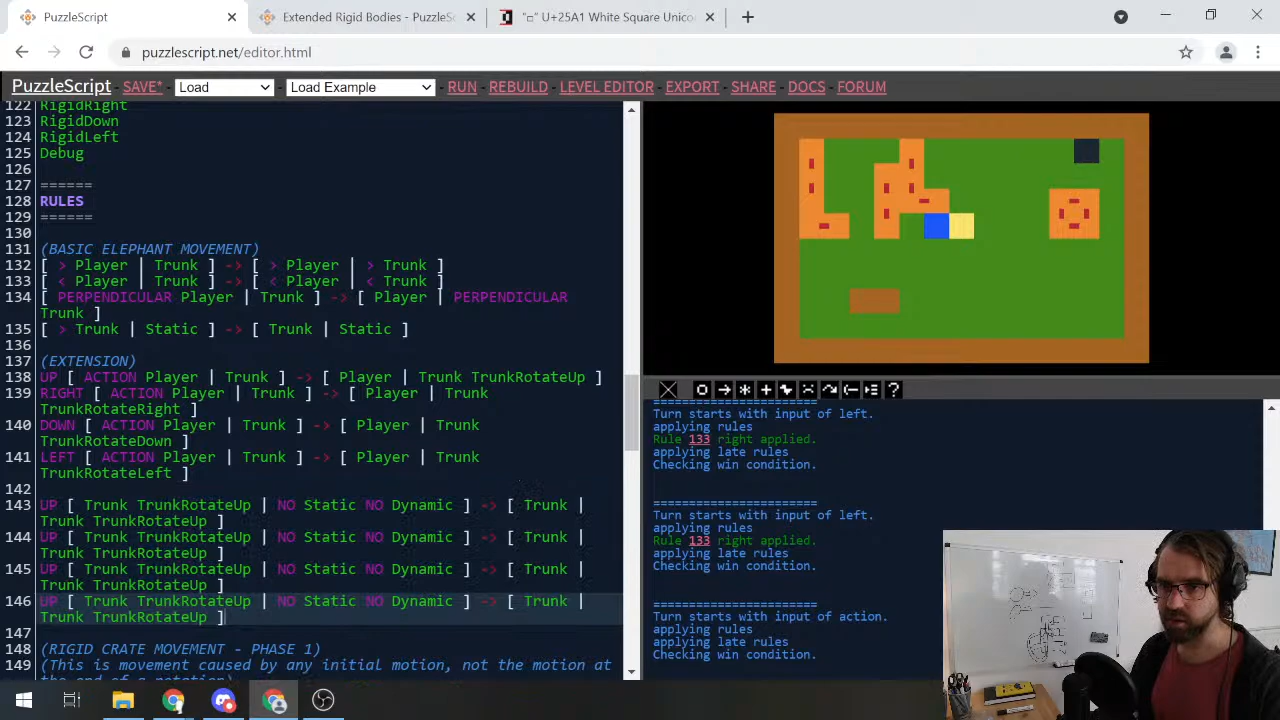 PuzzleScript
Extended Rigid Bodies - PuzzleS
"□" U+25A1 White Square Unico
puzzlescript.net/editor.html
PuzzleScript SAVE* Load Load Example RUN - REBUILD - LEVEL EDITOR - EXPORT - SHARE - DOCS - FORUM
122
RigidRight
123 RigidDown
124 RigidLeft
125 Debug
126
127 ======
128 RULES
129 ======
130
131 (BASIC ELEPHANT MOVEMENT)
132 [ > Player | Trunk ] -> [ > Player | > Trunk ]
133 [ < Player | Trunk ] -> [ < Player | < Trunk ]
134 [ PERPENDICULAR Player | Trunk ] -> [ Player | PERPENDICULAR
Trunk ]
135 [ > Trunk | Static ] -> [ Trunk | Static ]
136
137 (EXTENSION)
138 UP [ ACTION Player | Trunk ] -> [ Player | Trunk TrunkRotateUp ]
139 RIGHT [ ACTION Player | Trunk ] -> [ Player | Trunk
TrunkRotateRight ]
140 DOWN [ ACTION Player | Trunk ] -> [ Player | Trunk
TrunkRotateDown ]
141 LEFT [ ACTION Player | Trunk ] -> [ Player | Trunk
TrunkRotateLeft ]
142
143 UP [ Trunk TrunkRotateUp | NO Static NO Dynamic ] -> [ Trunk |
Trunk TrunkRotateUp ]
144 UP [ Trunk TrunkRotateUp | NO Static NO Dynamic ] -> [ Trunk |
Trunk TrunkRotateUp ]
145 UP [ Trunk TrunkRotateUp | NO Static NO Dynamic ] -> [ Trunk |
Trunk TrunkRotateUp ]
146 UP [ Trunk TrunkRotateUp | NO Static NO Dynamic ] -> [ Trunk |
Trunk TrunkRotateUp ]
147
148 (RIGID CRATE MOVEMENT - PHASE 1)
149 (This is movement caused by any initial motion, not the motion at
the end of a rotation)
=======================
Turn starts with input of left.
applying rules
Rule 133 right applied.
applying late rules
Checking win condition.
=======================
Turn starts with input of left.
applying rules
Rule 133 right applied.
applying late rules
Checking win condition.
=======================
Turn starts with input of action.
applying rules
applying late rules
Checking win condition.